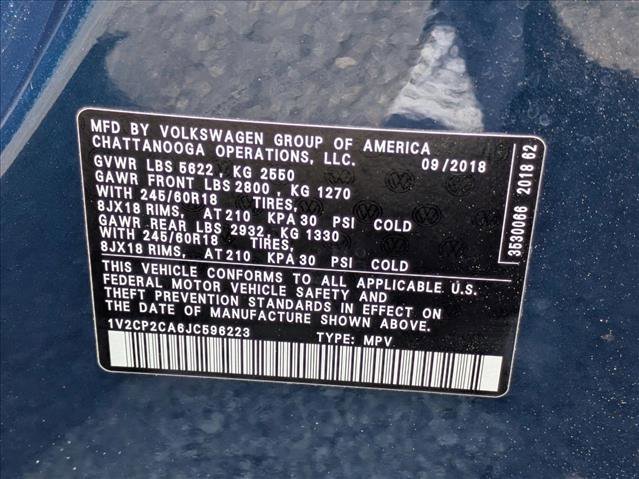 MFD BY VOLKSWAGEN GROUP OF AMERICA
CHATTANOOGA OPERATIONS, LLC. 09/2018
GVWR LBS 5622, KG 2550
GAWR FRONT LBS 2800, KG 1270
WITH 245/60R18 TIRES,
8JX18 RIMS, AT 210 KPA 30 PSI COLD
GAWR REAR LBS 2932, KG 1330
WITH 245/60R18 TIRES,
8JX18 RIMS, AT 210 KPA 30 PSI COLD
THIS VEHICLE CONFORMS TO ALL APPLICABLE U.S.
FEDERAL MOTOR VEHICLE SAFETY AND
THEFT PREVENTION STANDARDS IN EFFECT ON
THE DATE OF MANUFACTURE SHOWN ABOVE.
1V2CP2CA6JC596223 TYPE: MPV
3530066 2018 62